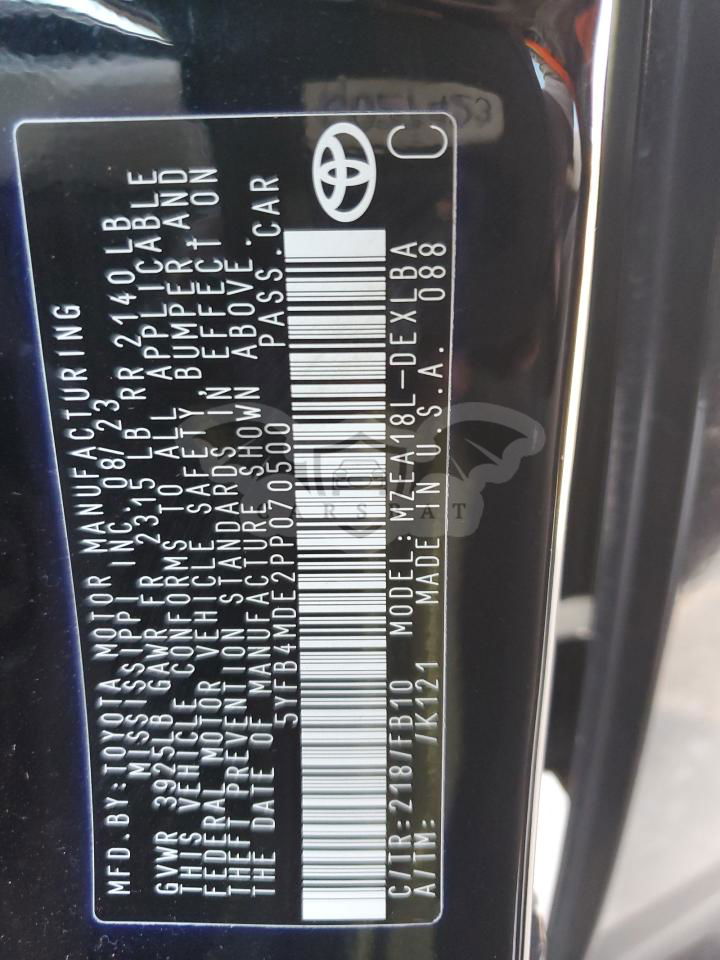 MFD.BY:TOYOTA MOTOR MANUFACTURING
MISSISSIPPI INC. 08/23
GVWR 3925LB GAWR FR 2315 LB RR 2140LB
THIS VEHICLE CONFORMS TO ALL APPLICABLE
FEDERAL MOTOR VEHICLE SAFETY, BUMPER AND
THEFT PREVENTION STANDARDS IN EFFECT ON
THE DATE OF MANUFACTURE SHOWN ABOVE.
5YFB4MDE2PP070500 PASS.CAR
C/TR:218/FB10 MODEL:MZEA18L-DEXLBA
A/TM: /K121 MADE IN U.S.A. 088
C
CARSBAT